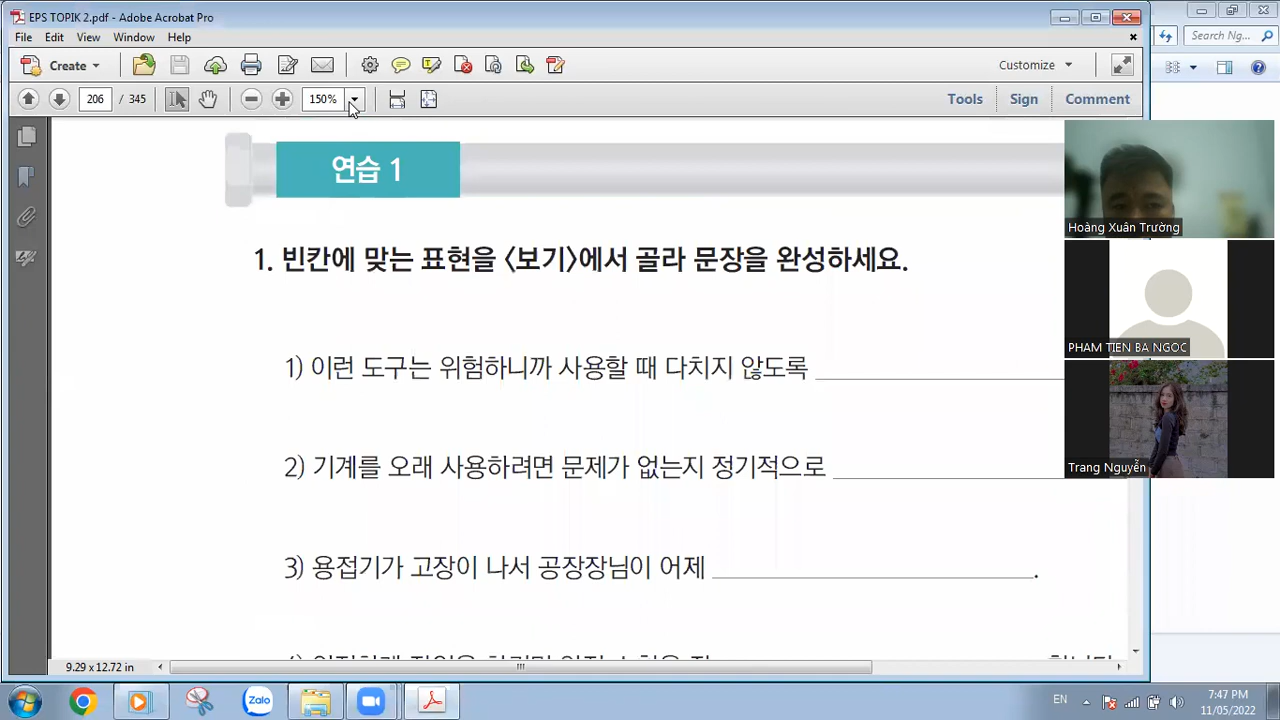 EPS TOPIK 2.pdf - Adobe Acrobat Pro
File Edit View Window Help
Create
Customize
206 / 345
150%
Tools Sign Comment
Search Ng...
연습 1
1. 빈칸에 맞는 표현을 〈보기〉에서 골라 문장을 완성하세요.
1) 이런 도구는 위험하니까 사용할 때 다치지 않도록
2) 기계를 오래 사용하려면 문제가 없는지 정기적으로
3) 용접기가 고장이 나서 공장장님이 어제 .
Hoàng Xuân Trường
PHAM TIEN BA NGOC
Trang Nguyễn
9.29 x 12.72 in
Zalo
EN
7:47 PM
11/05/2022